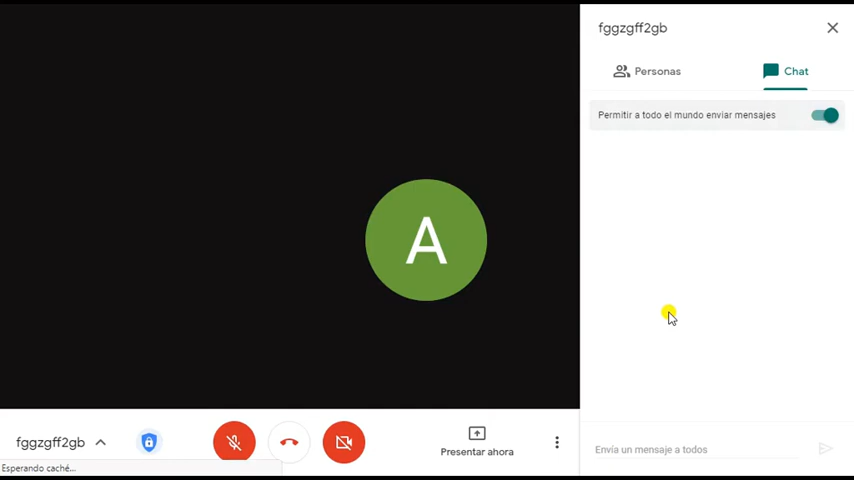 fggzgff2gb
Personas
Chat
Permitir a todo el mundo enviar mensajes
A
fggzgff2gb
Presentar ahora
Envía un mensaje a todos
Esperando caché...